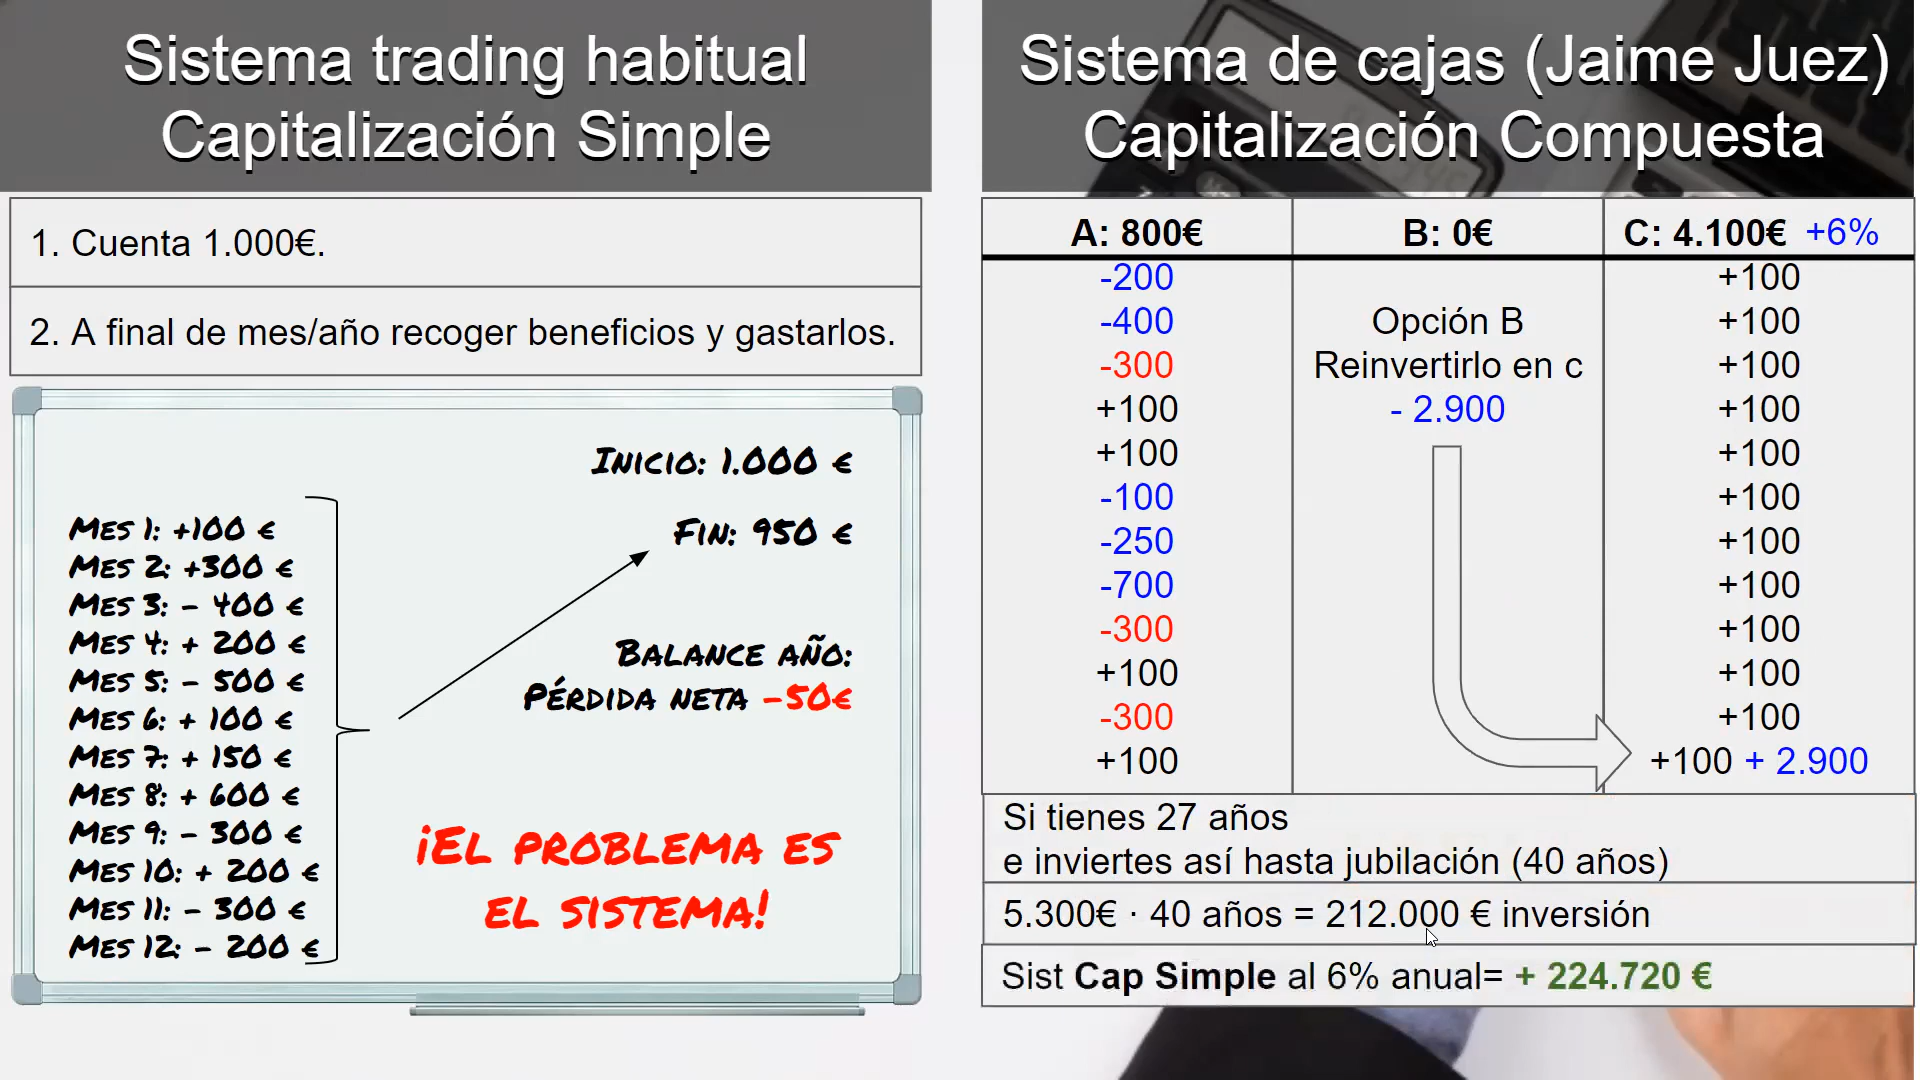 Sistema trading habitual
Capitalización Simple
1. Cuenta 1.000€.
2. A final de mes/año recoger beneficios y gastarlos.
Inicio: 1.000 €
Fin: 950 €
Mes 1: +100 €
Mes 2: +300 €
Mes 3: - 400 €
Mes 4: + 200 €
Mes 5: - 500 €
Mes 6: + 100 €
Mes 7: + 150 €
Mes 8: + 600 €
Mes 9: - 300 €
Mes 10: + 200 €
Mes 11: - 300 €
Mes 12: - 200 €
Balance año:
Pérdida neta -50€
¡El problema es
el sistema!
Sistema de cajas (Jaime Juez)
Capitalización Compuesta
A: 800€ B: 0€ C: 4.100€ +6%
-200 +100
-400 Opción B +100
-300 Reinvertirlo en c +100
+100 - 2.900 +100
+100 +100
-100 +100
-250 +100
-700 +100
-300 +100
+100 +100
-300 +100
+100 +100 + 2.900
Si tienes 27 años
e inviertes así hasta jubilación (40 años)
5.300€ · 40 años = 212.000 € inversión
Sist Cap Simple al 6% anual= + 224.720 €